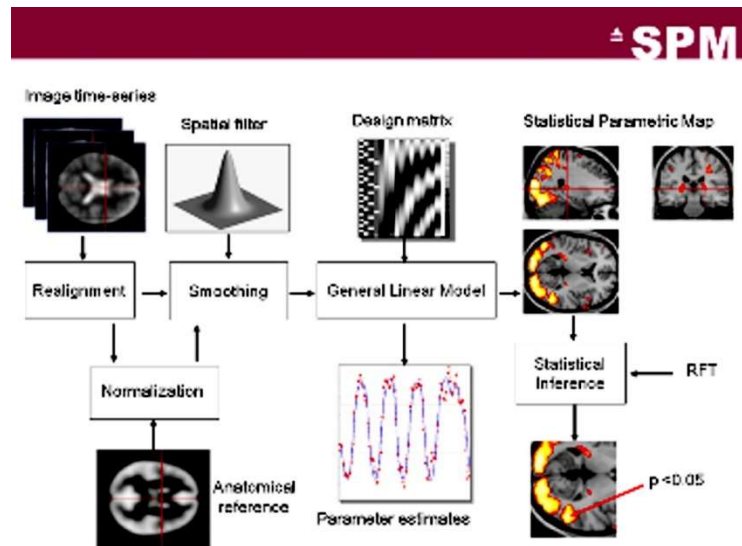 SPM
Image time-series
Spatial filter
Design matrix
Statistical Parametric Map
Realignment
Smoothing
General Linear Model
Normalization
Statistical
Inference
RFT
Anatomical
reference
Parameter estimates
p <0.05